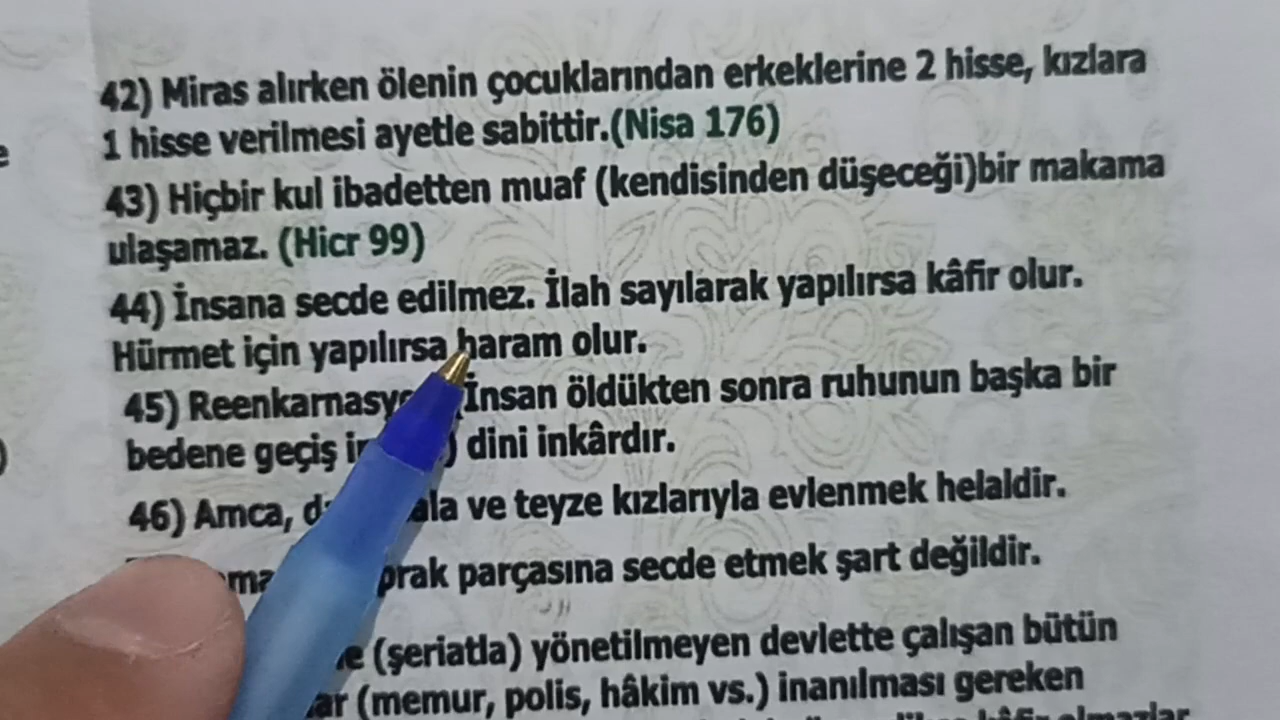 42) Miras alırken ölenin çocuklarından erkeklerine 2 hisse, kızlara
1 hisse verilmesi ayetle sabittir.(Nisa 176)
43) Hiçbir kul ibadetten muaf (kendisinden düşeceği)bir makama
ulaşamaz. (Hicr 99)
44) İnsana secde edilmez. İlah sayılarak yapılırsa kâfir olur.
Hürmet için yapılırsa haram olur.
45) (İnsan öldükten sonra ruhunun başka bir
bedene geçiş dini inkârdır.
46) Amca, ve teyze kızlarıyla evlenmek helaldir.
parçasına secde etmek şart değildir.
(şeriatla) yönetilmeyen devlette çalışan bütün
(memur, polis, hâkim vs.) inanılması gereken